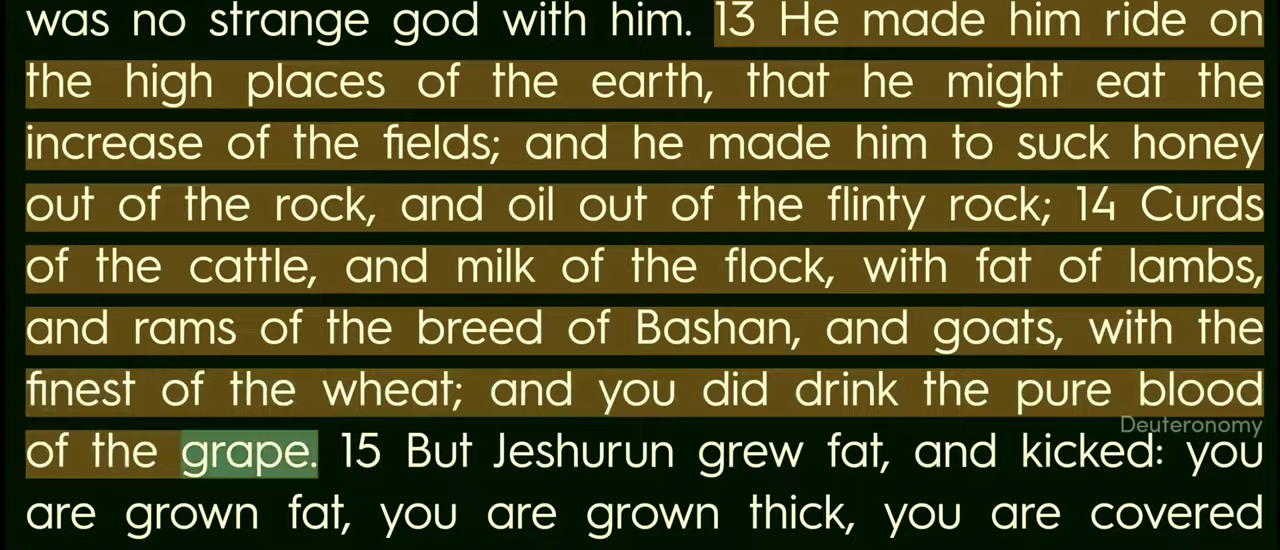 was no strange god with him. 13 He made him ride on
the high places of the earth, that he might eat the
increase of the fields; and he made him to suck honey
out of the rock, and oil out of the flinty rock; 14 Curds
of the cattle, and milk of the flock, with fat of lambs,
and rams of the breed of Bashan, and goats, with the
finest of the wheat; and you did drink the pure blood
Deuteronomy
of the grape. 15 But Jeshurun grew fat, and kicked: you
are grown fat, you are grown thick, you are covered